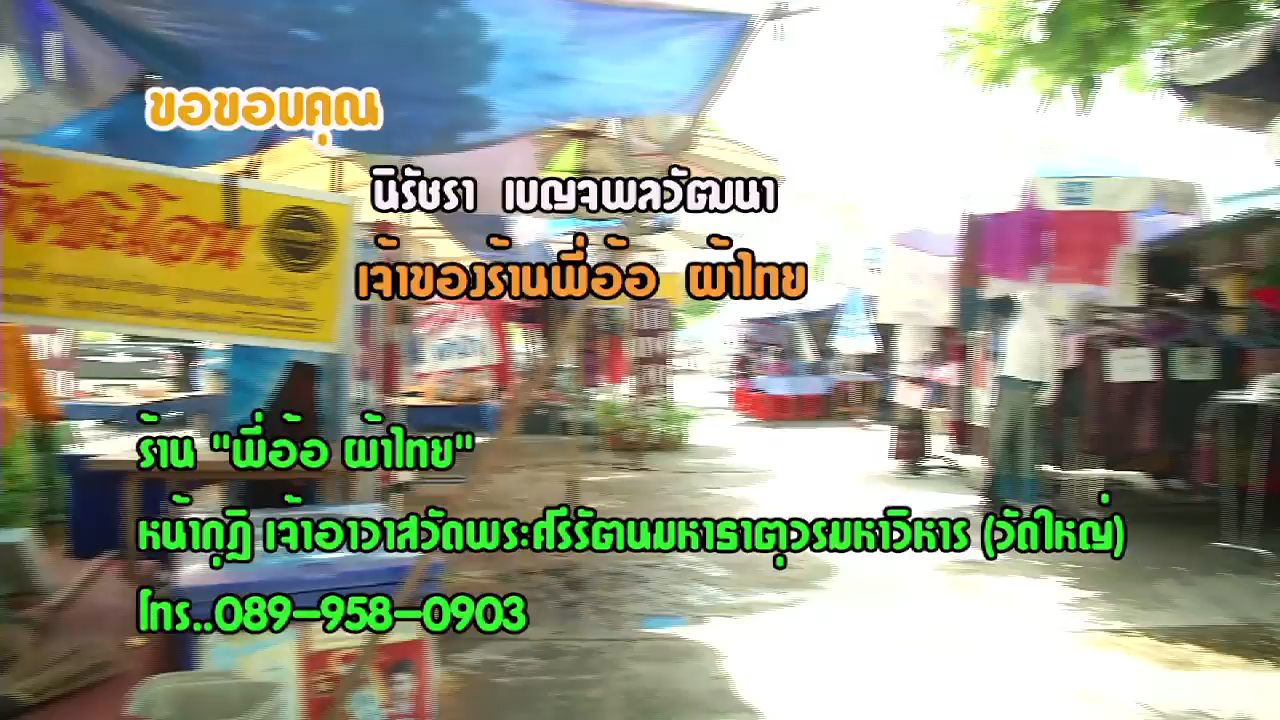 ขอขอบคุณ
นิรัชรา เบญจพลวัฒนา
เจ้าของร้านพี่อ้อ ผ้าไทย
ร้าน "พี่อ้อ ผ้าไทย"
หน้ากุฏิ เจ้าอาวาสวัดพระศรีรัตนมหาธาตุวรมหาวิหาร (วัดใหญ่)
โทร..089-958-0903